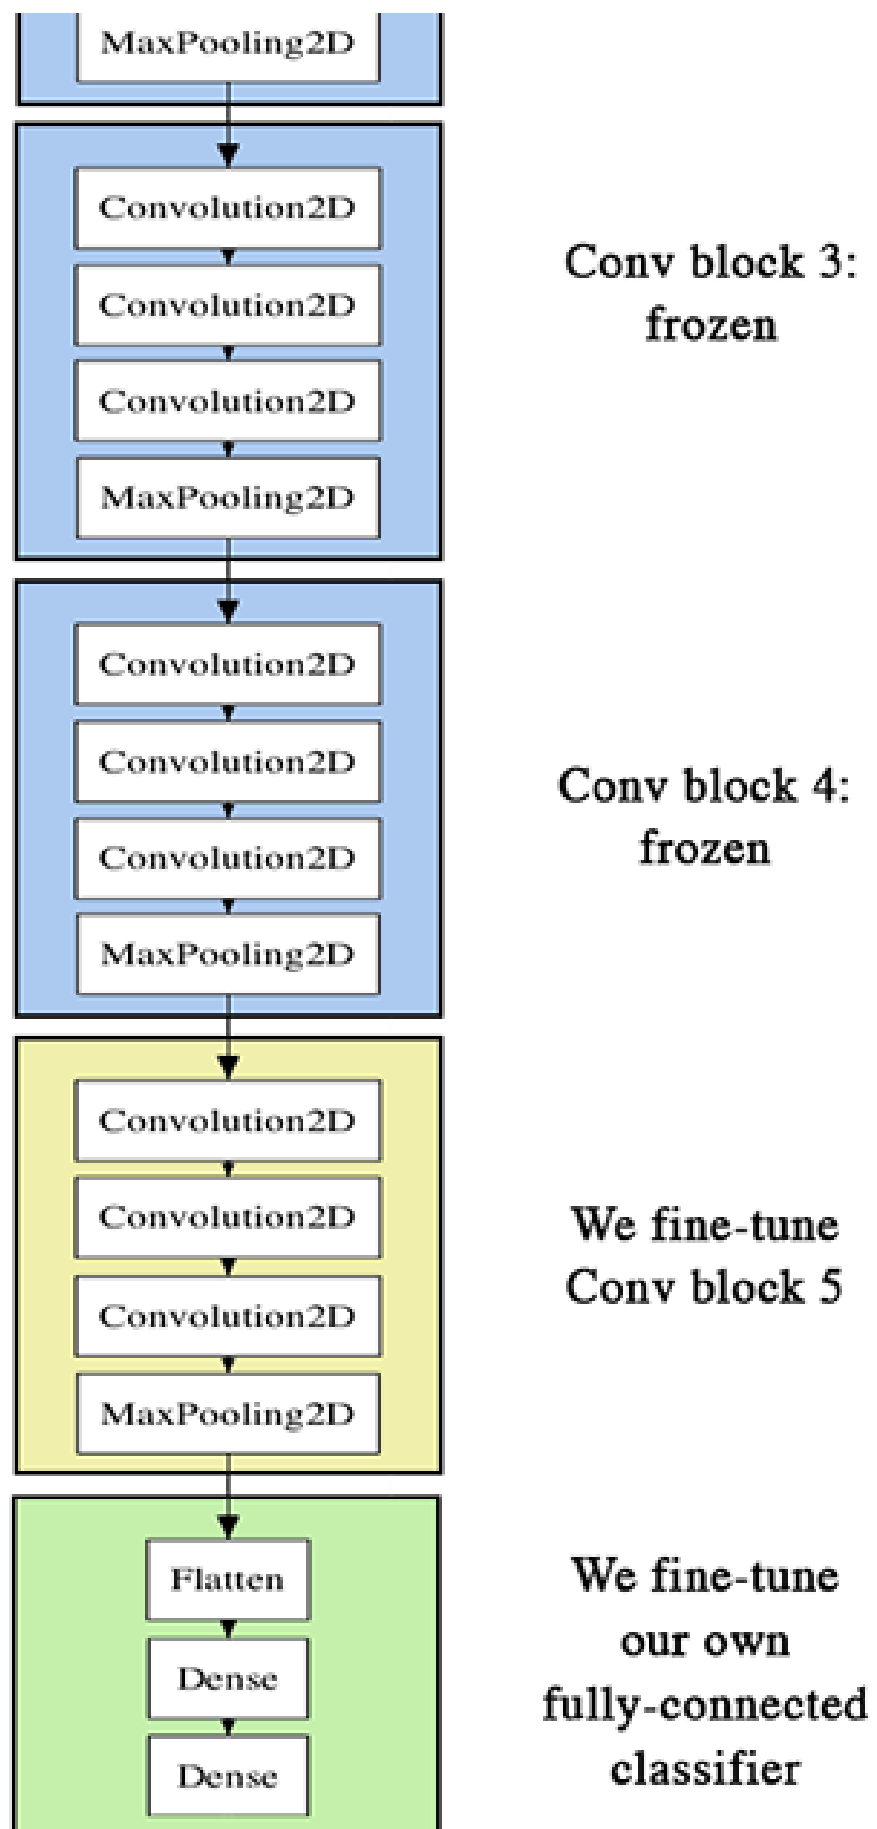 MaxPooling2D
Convolution2D
Convolution2D
Convolution2D
MaxPooling2D
Conv block 3:
frozen
Convolution2D
Convolution2D
Convolution2D
MaxPooling2D
Conv block 4:
frozen
Convolution2D
Convolution2D
Convolution2D
MaxPooling2D
We fine-tune
Conv block 5
Flatten
Dense
Dense
We fine-tune
our own
fully-connected
classifier